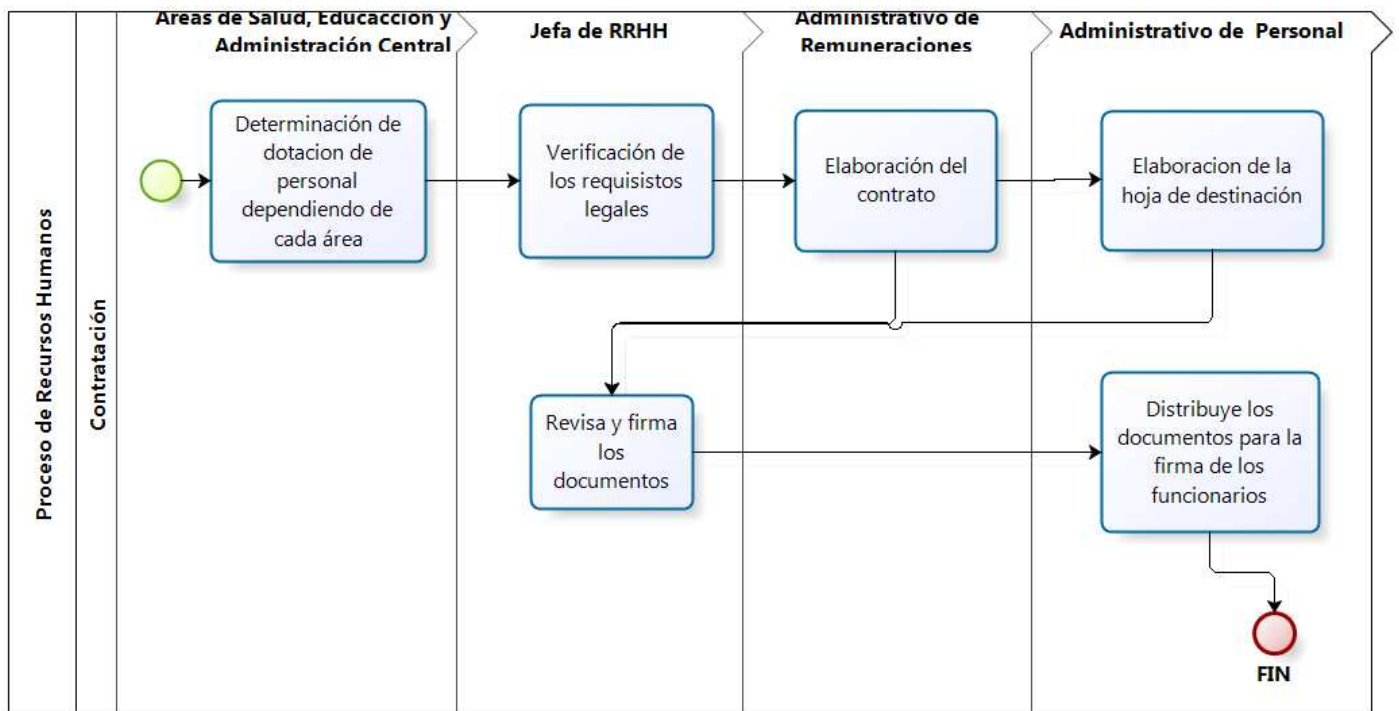 Áreas de Salud, Educacción y
Administración Central
Jefa de RRHH
Administrativo de
Remuneraciones
Administrativo de Personal
Proceso de Recursos Humanos
Contratación
Determinación de
dotacion de
personal
dependiendo de
cada área
Verificación de
los requisistos
legales
Elaboración del
contrato
Elaboracion de la
hoja de destinación
Revisa y firma
los
documentos
Distribuye los
documentos para la
firma de los
funcionarios
FIN